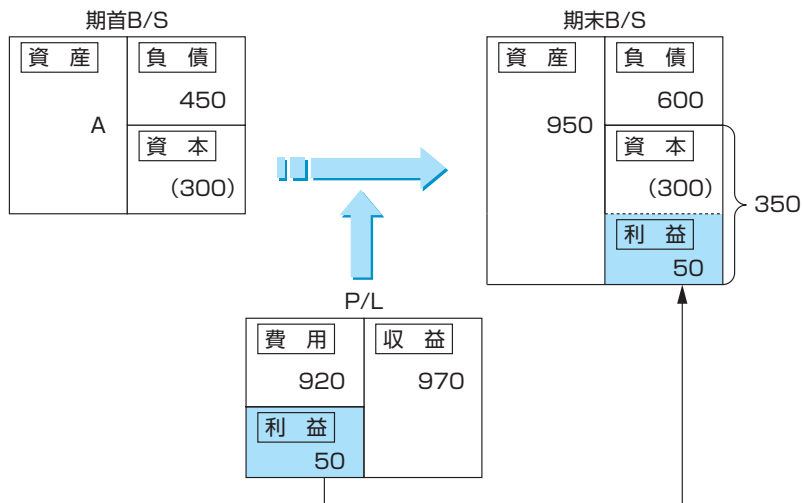 期首B/S
資 産
負 債
450
A
資 本
(300)
期末B/S
資 産
負 債
600
950
資 本
(300)
350
利 益
50
P/L
費 用
収 益
920
970
利 益
50